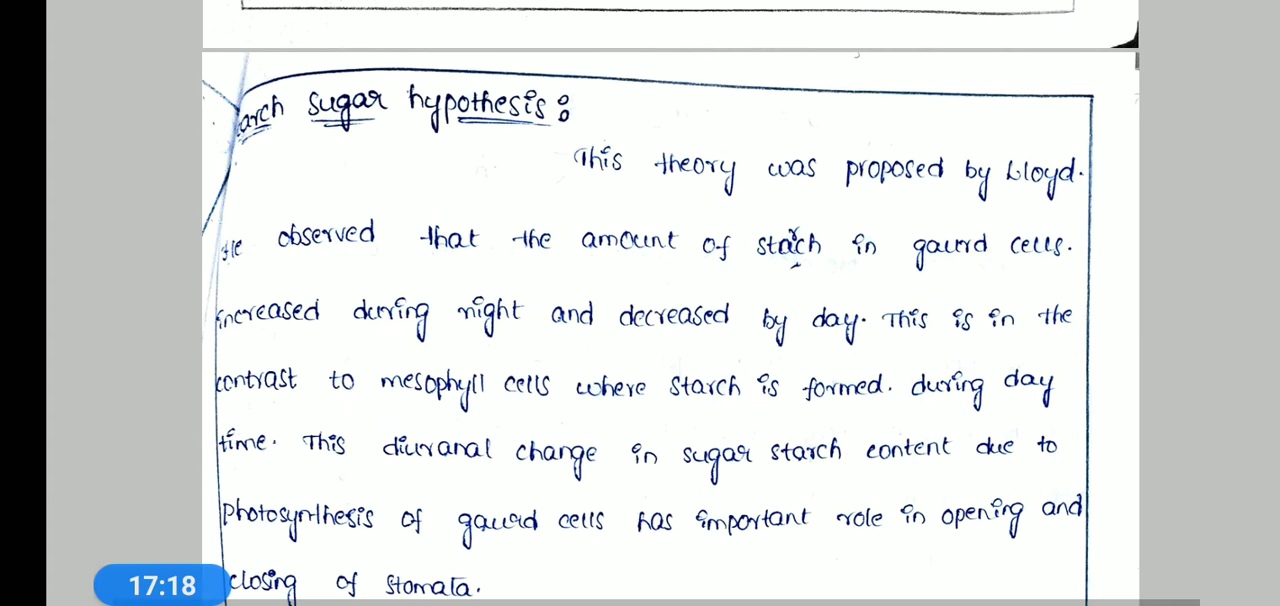 arch sugar hypothesis:
This theory was proposed by Lloyd.
He observed that the amount of starch in gaurd cells.
increased during night and decreased by day. This is in the
contrast to mesophyll cells where starch is formed. during day
time. This diuranal change in sugar starch content due to
photosynthesis of gaurd cells has important role in opening and
closing of stomata.
17:18